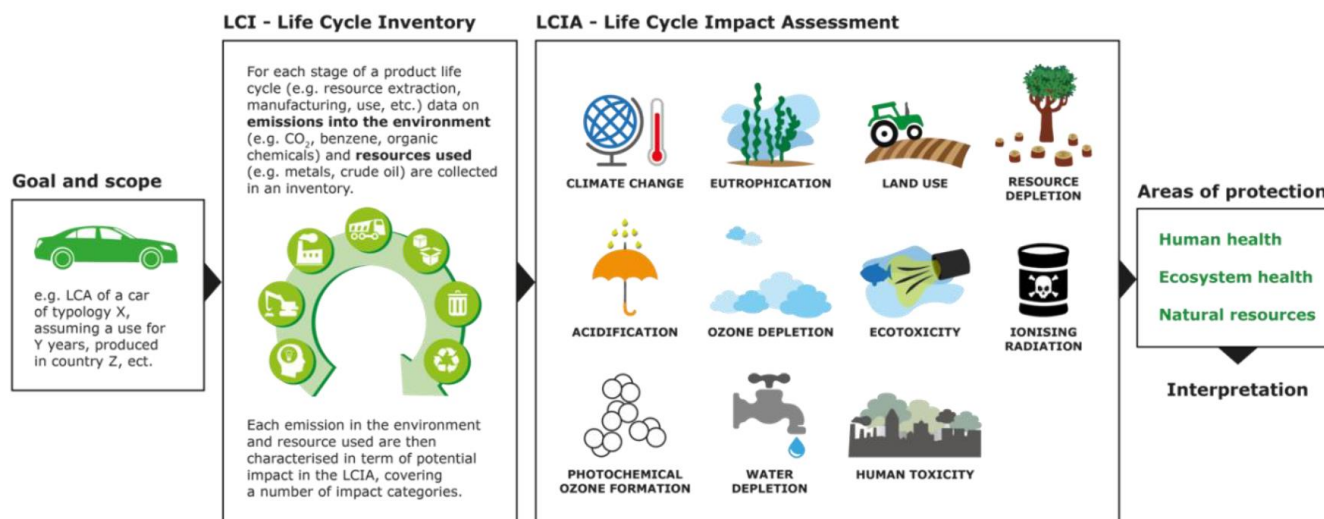 LCI - Life Cycle Inventory
LCIA - Life Cycle Impact Assessment
Goal and scope
e.g. LCA of a car
of typology X,
assuming a use for
Y years, produced
in country Z, ect.
For each stage of a product life
cycle (e.g. resource extraction,
manufacturing, use, etc.) data on
emissions into the environment
(e.g. CO₂, benzene, organic
chemicals) and resources used
(e.g. metals, crude oil) are collected
in an inventory.
Each emission in the environment
and resource used are then
characterised in term of potential
impact in the LCIA, covering
a number of impact categories.
CLIMATE CHANGE
EUTROPHICATION
LAND USE
RESOURCE
DEPLETION
ACIDIFICATION
OZONE DEPLETION
ECOTOXICITY
IONISING
RADIATION
PHOTOCHEMICAL
OZONE FORMATION
WATER
DEPLETION
HUMAN TOXICITY
Areas of protection
Human health
Ecosystem health
Natural resources
Interpretation